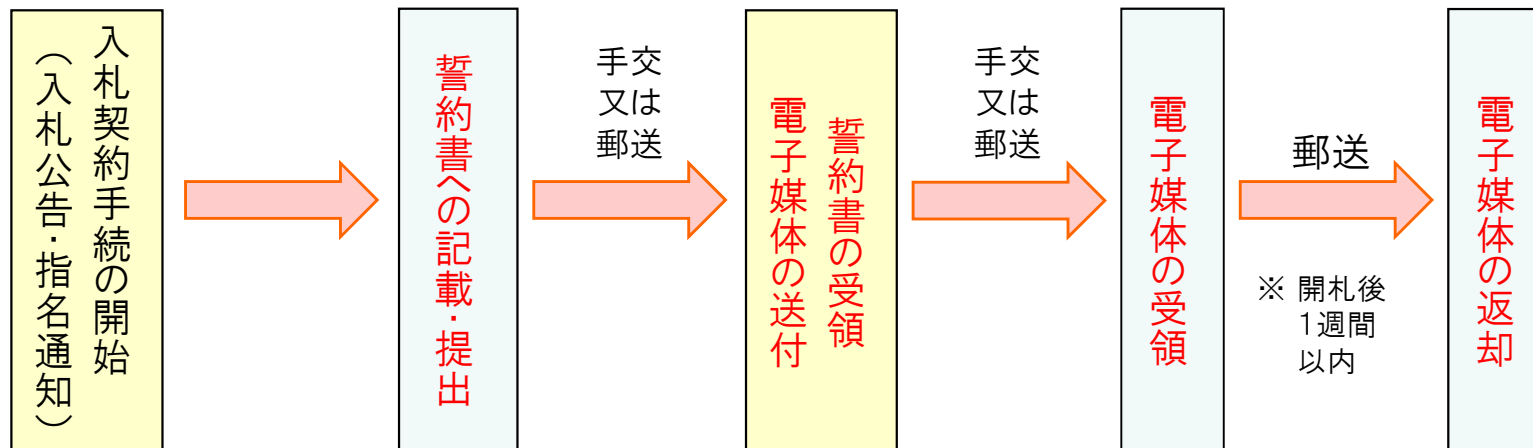 入札契約手続の開始
（入札公告・指名通知）
誓約書への記載・提出
手交
又は
郵送
誓約書の受領
電子媒体の送付
手交
又は
郵送
電子媒体の受領
郵送
※ 開札後
1週間
以内
電子媒体の返却